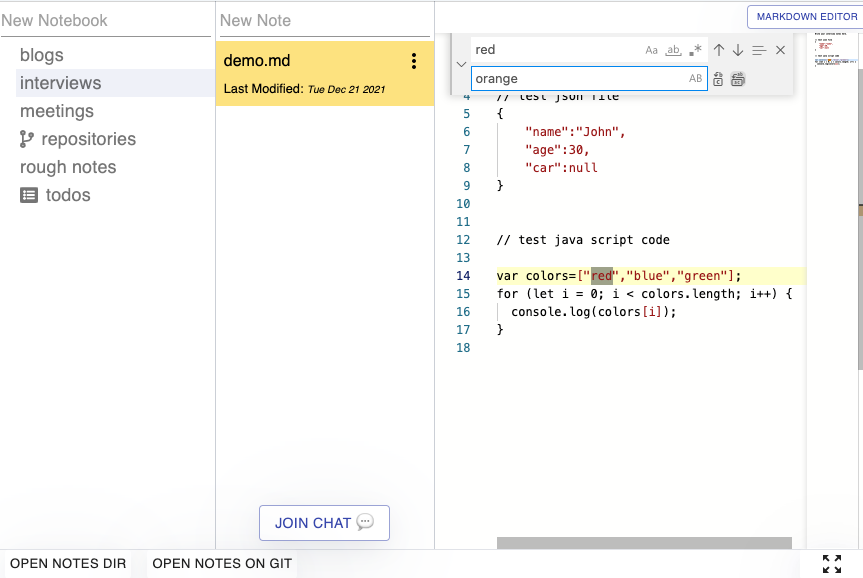 New Notebook
blogs
interviews
meetings
repositories
rough notes
todos
New Note
demo.md
Last Modified: Tue Dec 21 2021
MARKDOWN EDITOR
red
Aa ab
orange
AB
4 // test json file
5 {
6 "name":"John",
7 "age":30,
8 "car":null
9 }
10
11
12 // test java script code
13
14 var colors=["red","blue","green"];
15 for (let i = 0; i < colors.length; i++) {
16 console.log(colors[i]);
17 }
18
JOIN CHAT
OPEN NOTES DIR
OPEN NOTES ON GIT